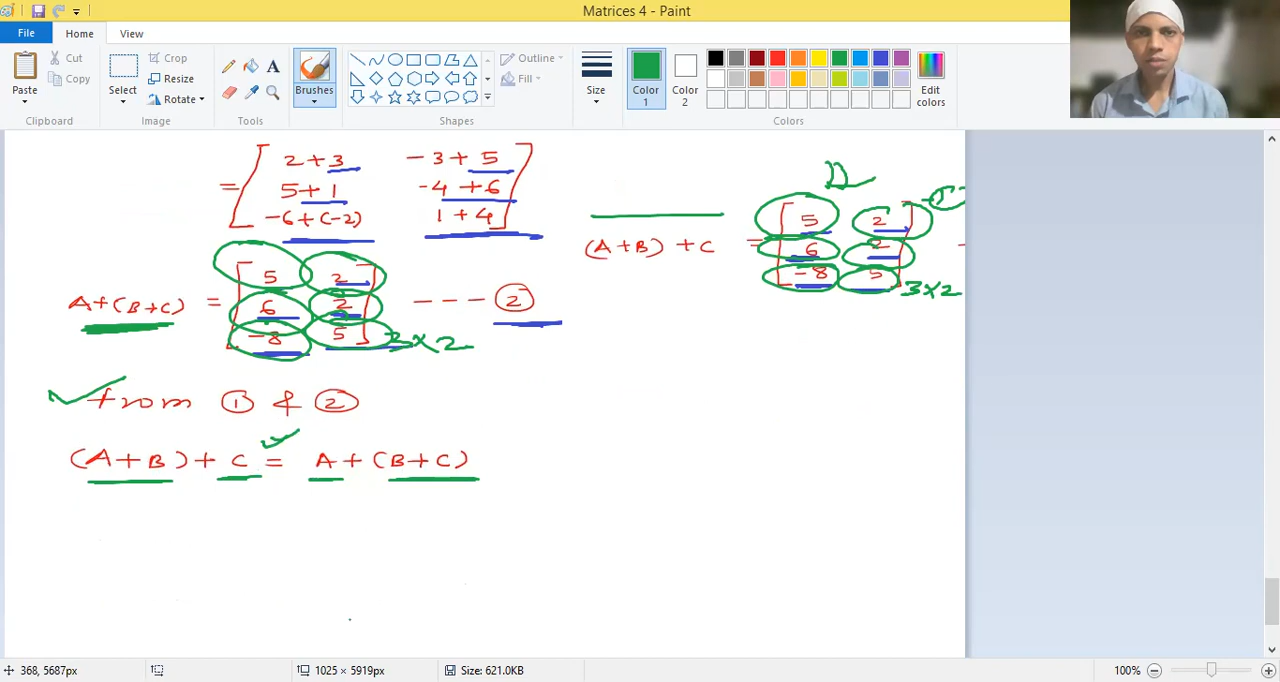 Matrices 4 - Paint
File Home View
Paste
Cut
Copy
Clipboard
Select
Crop
Resize
Rotate
Image
A
Tools
Brushes
Outline
Fill
Shapes
Size
Color 1
Color 2
Edit colors
Colors
= [ 2 + 3 -3 + 5
5 + 1 -4 + 6
-6 + (-2) 1 + 4 ]
A + (B + C) = [ 5 2
6 2
-8 5 ] 3×2 - - - ②
(A + B) + C = [ 5 2
6 2
-8 5 ] 3×2
from ① & ②
(A + B) + C = A + (B + C)
368, 5687px
1025 × 5919px
Size: 621.0KB
100%